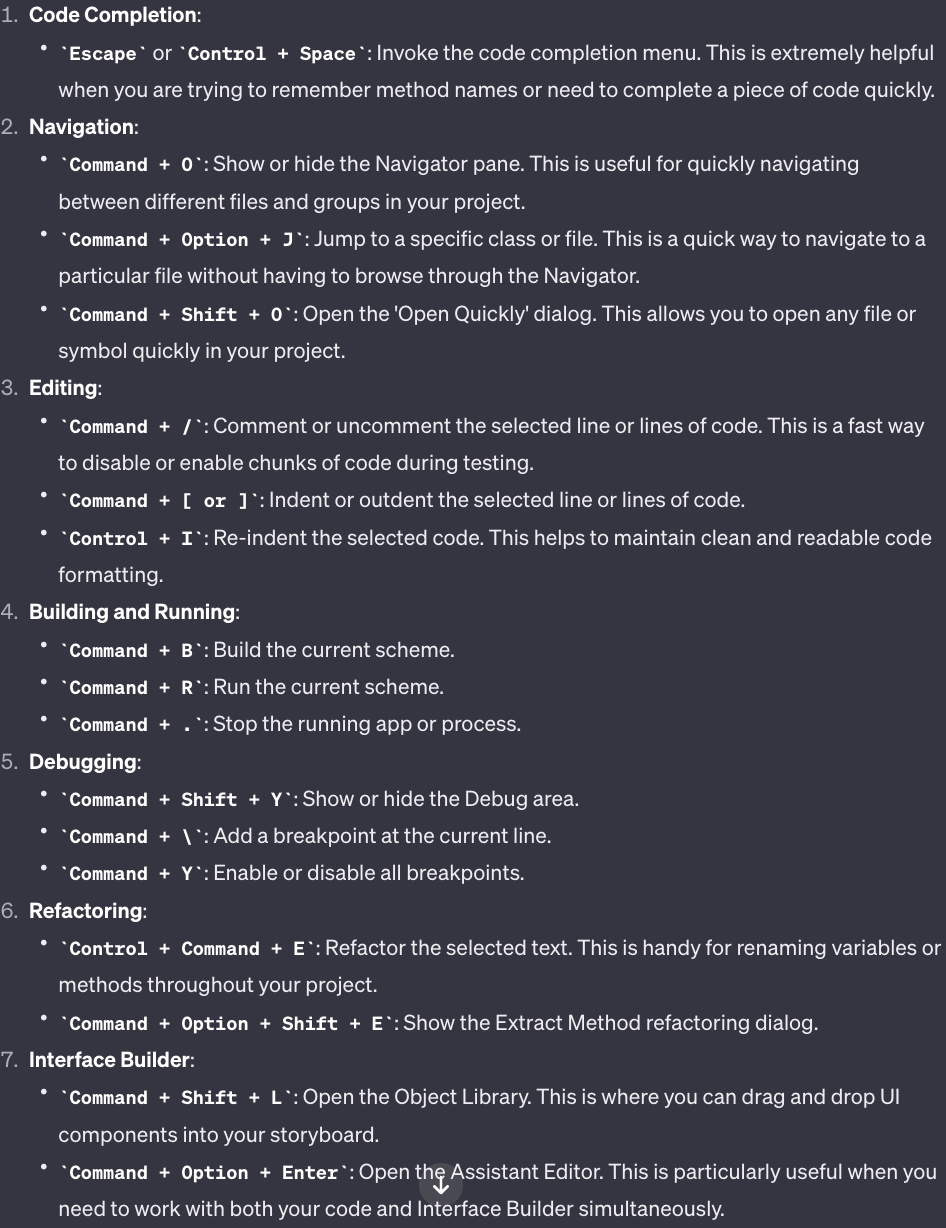 1. Code Completion:
• `Escape` or `Control + Space`: Invoke the code completion menu. This is extremely helpful
when you are trying to remember method names or need to complete a piece of code quickly.
2. Navigation:
• `Command + 0`: Show or hide the Navigator pane. This is useful for quickly navigating
between different files and groups in your project.
• `Command + Option + J`: Jump to a specific class or file. This is a quick way to navigate to a
particular file without having to browse through the Navigator.
• `Command + Shift + O`: Open the 'Open Quickly' dialog. This allows you to open any file or
symbol quickly in your project.
3. Editing:
• `Command + /`: Comment or uncomment the selected line or lines of code. This is a fast way
to disable or enable chunks of code during testing.
• `Command + [ or ]`: Indent or outdent the selected line or lines of code.
• `Control + I`: Re-indent the selected code. This helps to maintain clean and readable code
formatting.
4. Building and Running:
• `Command + B`: Build the current scheme.
• `Command + R`: Run the current scheme.
• `Command + .`: Stop the running app or process.
5. Debugging:
• `Command + Shift + Y`: Show or hide the Debug area.
• `Command + \`: Add a breakpoint at the current line.
• `Command + Y`: Enable or disable all breakpoints.
6. Refactoring:
• `Control + Command + E`: Refactor the selected text. This is handy for renaming variables or
methods throughout your project.
• `Command + Option + Shift + E`: Show the Extract Method refactoring dialog.
7. Interface Builder:
• `Command + Shift + L`: Open the Object Library. This is where you can drag and drop UI
components into your storyboard.
• `Command + Option + Enter`: Open the Assistant Editor. This is particularly useful when you
need to work with both your code and Interface Builder simultaneously.